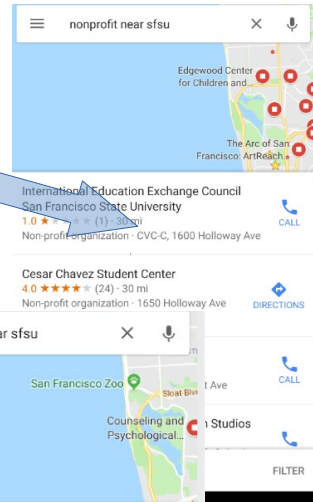 nonprofit near sfsu
Edgewood Center
for Children and...
The Arc of San
Francisco: ArtReach...
International Education Exchange Council
San Francisco State University
1.0 (1) · 30 mi
Non-profit organization · CVC-C, 1600 Holloway Ave
CALL
Cesar Chavez Student Center
4.0 ★★★★★ (24) · 30 mi
Non-profit organization · 1650 Holloway Ave
DIRECTIONS
ar sfsu
San Francisco Zoo
Sloat Blv
Counseling and
Psychological...
t Ave
CALL
n Studios
FILTER